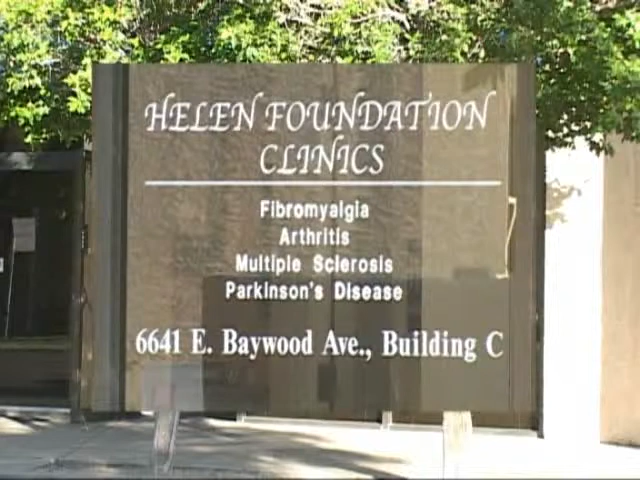 HELEN FOUNDATION
CLINICS
Fibromyalgia
Arthritis
Multiple Sclerosis
Parkinson's Disease
6641 E. Baywood Ave., Building C